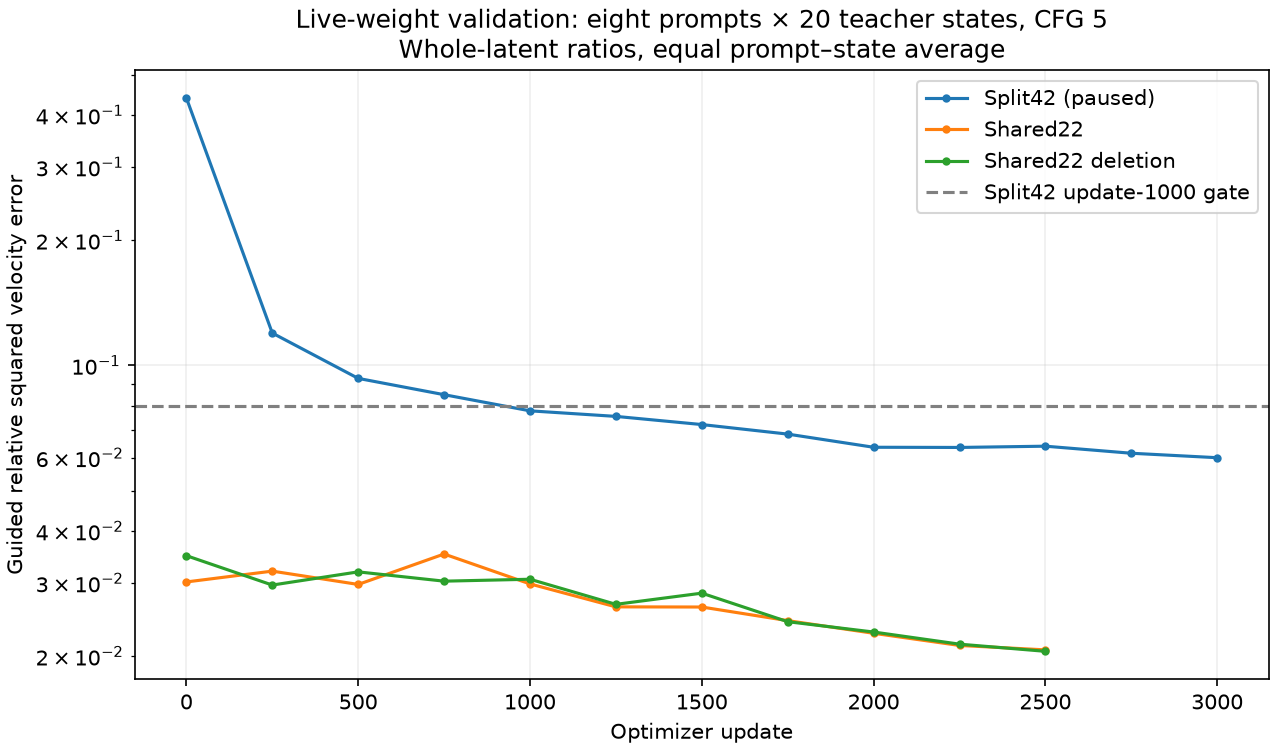 Live-weight validation: eight prompts × 20 teacher states, CFG 5
Whole-latent ratios, equal prompt–state average
Guided relative squared velocity error
4 × 10⁻¹
3 × 10⁻¹
2 × 10⁻¹
10⁻¹
6 × 10⁻²
4 × 10⁻²
3 × 10⁻²
2 × 10⁻²
Split42 (paused)
Shared22
Shared22 deletion
Split42 update-1000 gate
0 500 1000 1500 2000 2500 3000
Optimizer update